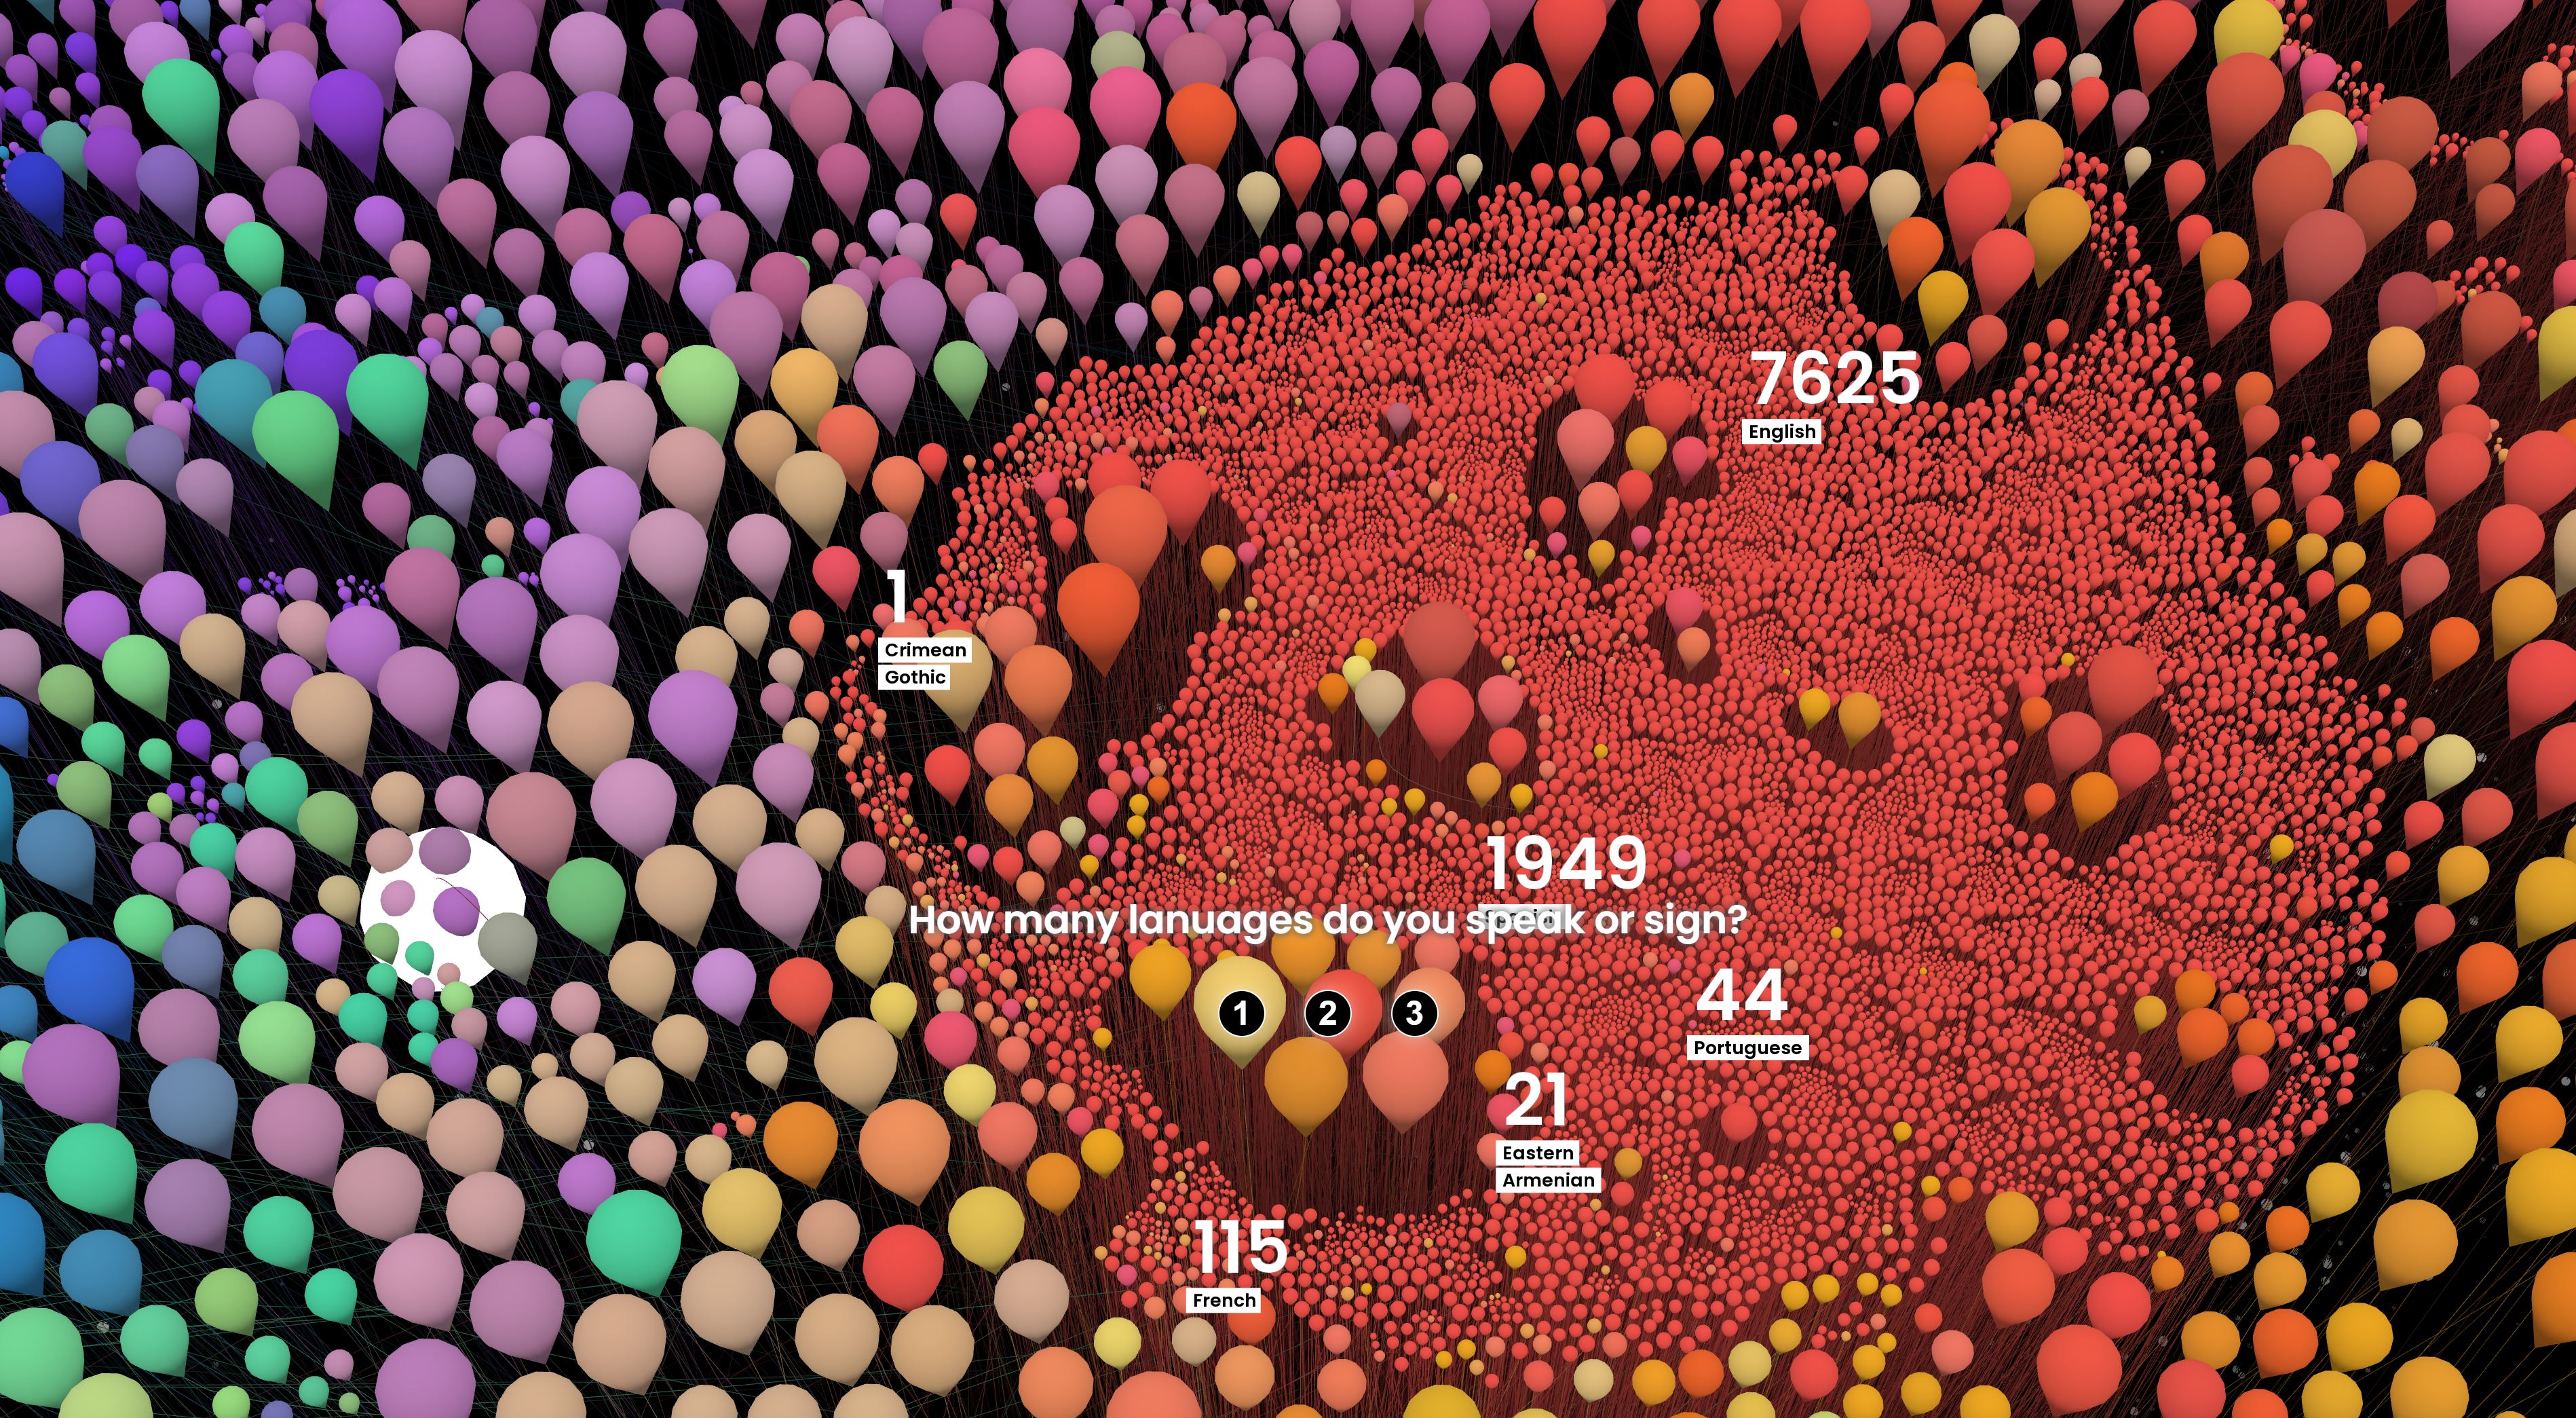 7625
English
1
Crimean
Gothic
1949
How many lanuages do you speak or sign?
44
Portuguese
1
2
3
21
Eastern
Armenian
115
French